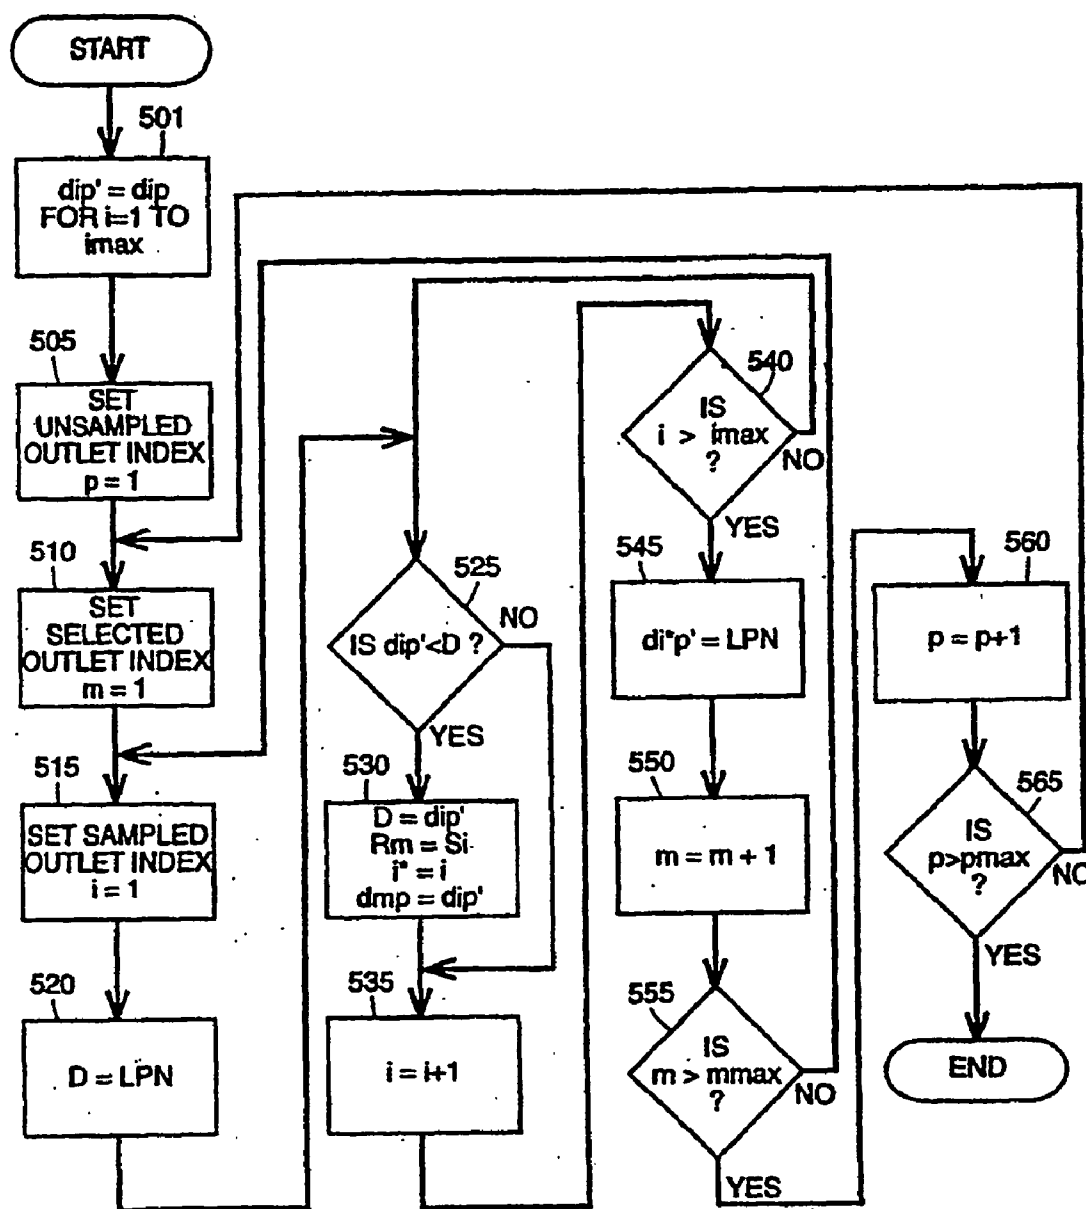 START
501
dip' = dip
FOR i=1 TO
imax
505
SET
UNSAMPLED
OUTLET INDEX
p = 1
510
SET
SELECTED
OUTLET INDEX
m = 1
515
SET SAMPLED
OUTLET INDEX
i = 1
520
D = LPN
525
IS dip'<D ?
NO
YES
530
D = dip'
Rm = Si
i* = i
dmp = dip'
535
i = i+1
540
IS
i > imax
?
NO
YES
545
di*p' = LPN
550
m = m + 1
555
IS
m > mmax
?
NO
YES
560
p = p+1
565
IS
p>pmax
?
NO
YES
END